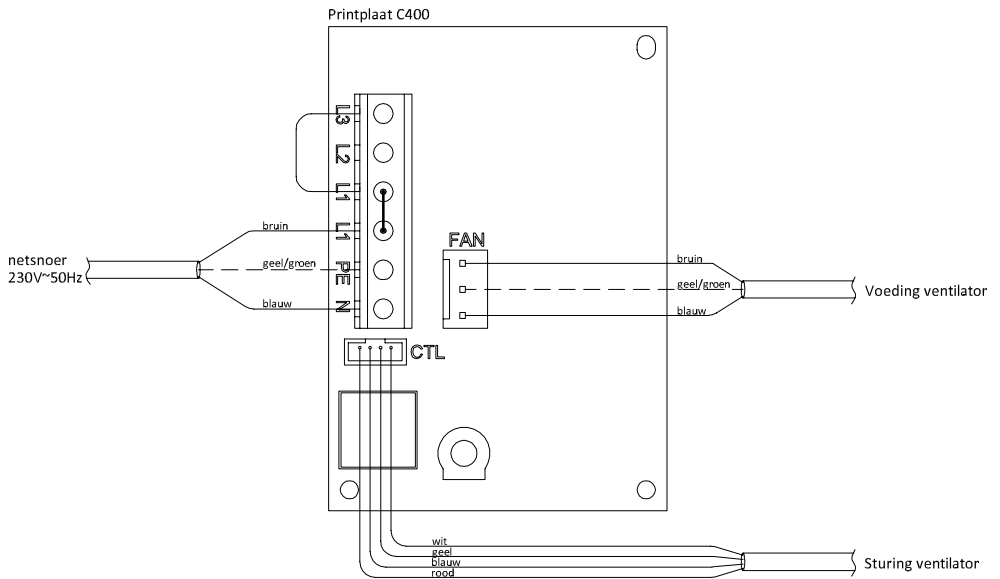 Printplaat C400
L3
L2
L1
L1
PE
N
bruin
geel/groen
blauw
netsnoer
230V~50Hz
FAN
bruin
geel/groen
blauw
Voeding ventilator
CTL
wit
geel
blauw
rood
Sturing ventilator